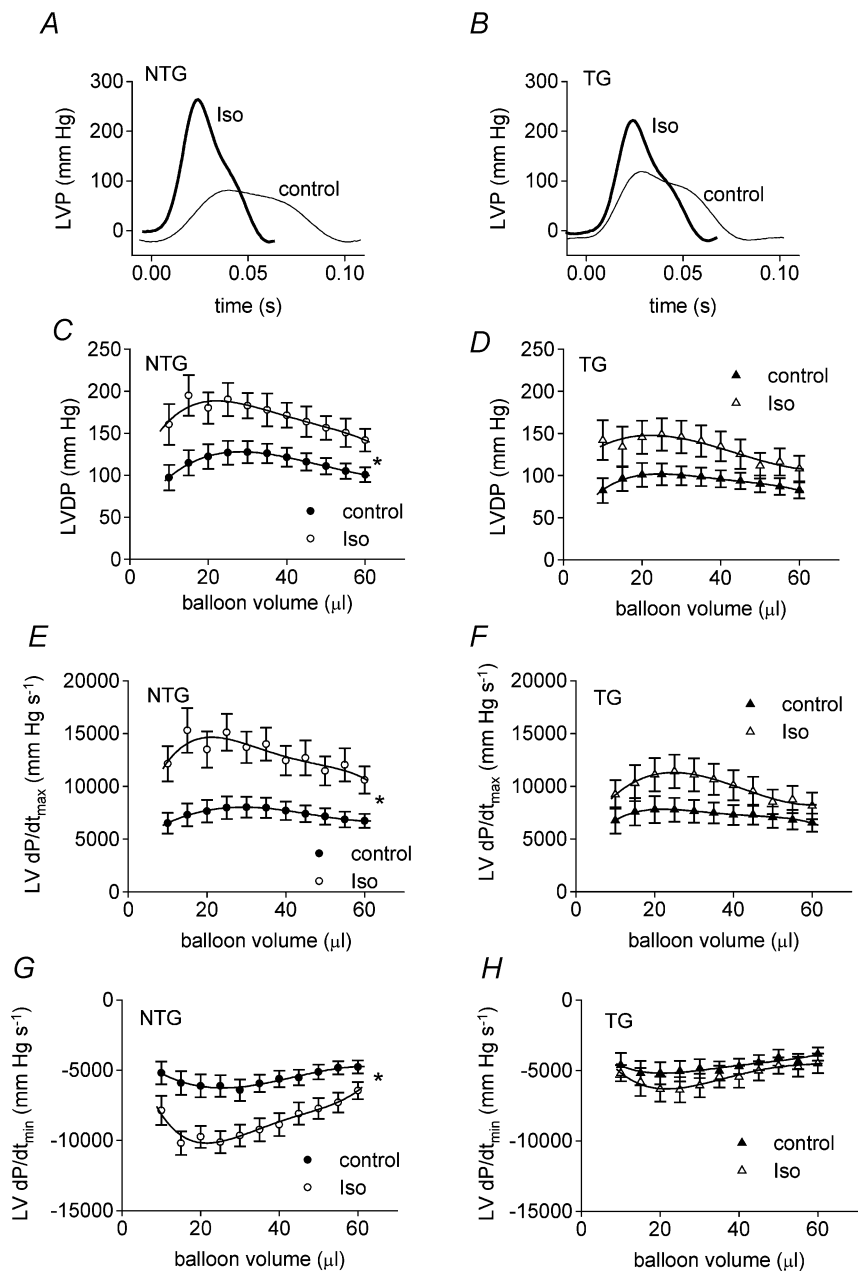 A
B
NTG
TG
300
200
100
0
LVP (mm Hg)
Iso
control
0.00 0.05 0.10
time (s)
300
200
100
0
LVP (mm Hg)
Iso
control
0.00 0.05 0.10
time (s)
C
D
NTG
250
200
150
100
50
0
LVDP (mm Hg)
*
control
Iso
0 20 40 60
balloon volume (μl)
TG
250
200
150
100
50
0
LVDP (mm Hg)
control
Iso
0 20 40 60
balloon volume (μl)
E
F
NTG
20000
15000
10000
5000
0
LV dP/dtmax (mm Hg s-1)
*
control
Iso
0 20 40 60
balloon volume (μl)
TG
20000
15000
10000
5000
0
LV dP/dtmax (mm Hg s-1)
control
Iso
0 20 40 60
balloon volume (μl)
G
H
NTG
0
-5000
-10000
-15000
LV dP/dtmin (mm Hg s-1)
*
control
Iso
0 20 40 60
balloon volume (μl)
TG
0
-5000
-10000
-15000
LV dP/dtmin (mm Hg s-1)
control
Iso
0 20 40 60
balloon volume (μl)